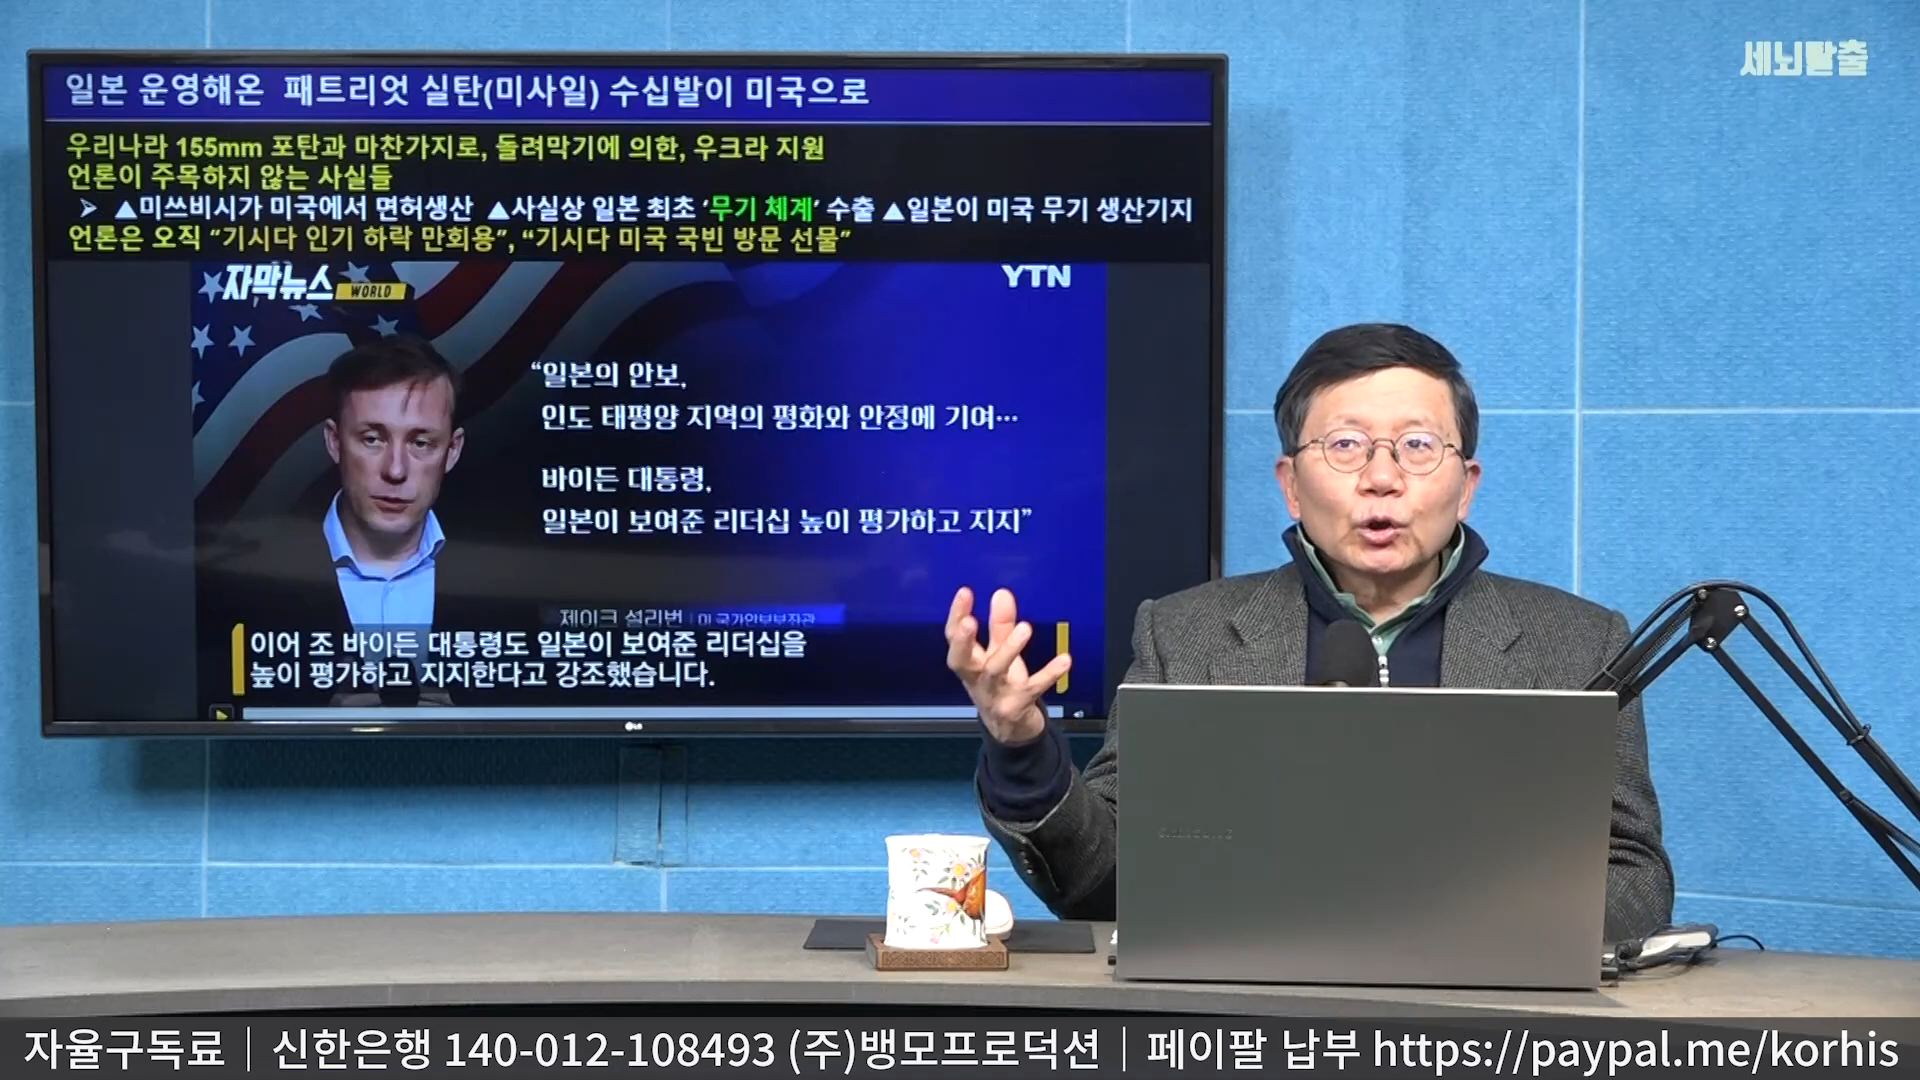 세뇌탈출
일본 운영해온 패트리엇 실탄(미사일) 수십발이 미국으로
우리나라 155mm 포탄과 마찬가지로, 돌려막기에 의한, 우크라 지원
언론이 주목하지 않는 사실들
➢ ▲미쓰비시가 미국에서 면허생산 ▲사실상 일본 최초 ‘무기 체계’ 수출 ▲일본이 미국 무기 생산기지
언론은 오직 “기시다 인기 하락 만회용”, “기시다 미국 국빈 방문 선물”
자막뉴스 WORLD
YTN
“일본의 안보,
인도 태평양 지역의 평화와 안정에 기여…
바이든 대통령,
일본이 보여준 리더십 높이 평가하고 지지”
제이크 설리번 | 미 국가안보보좌관
이어 조 바이든 대통령도 일본이 보여준 리더십을
높이 평가하고 지지한다고 강조했습니다.
LG
SAMSUNG
자율구독료 | 신한은행 140-012-108493 (주)뱅모프로덕션 | 페이팔 납부 https://paypal.me/korhis